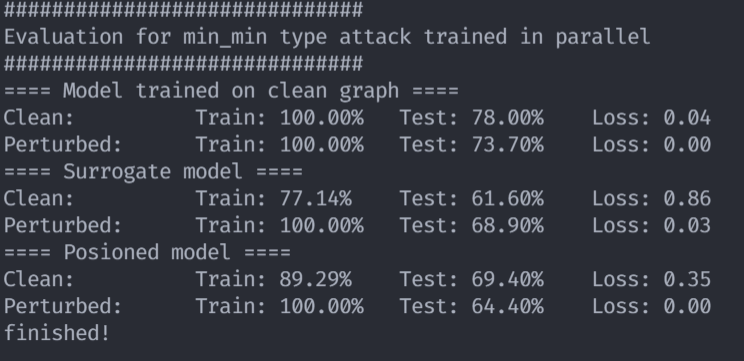 ##############################
Evaluation for min_min type attack trained in parallel
##############################
==== Model trained on clean graph ====
Clean: Train: 100.00% Test: 78.00% Loss: 0.04
Perturbed: Train: 100.00% Test: 73.70% Loss: 0.00
==== Surrogate model ====
Clean: Train: 77.14% Test: 61.60% Loss: 0.86
Perturbed: Train: 100.00% Test: 68.90% Loss: 0.03
==== Posioned model ====
Clean: Train: 89.29% Test: 69.40% Loss: 0.35
Perturbed: Train: 100.00% Test: 64.40% Loss: 0.00
finished!